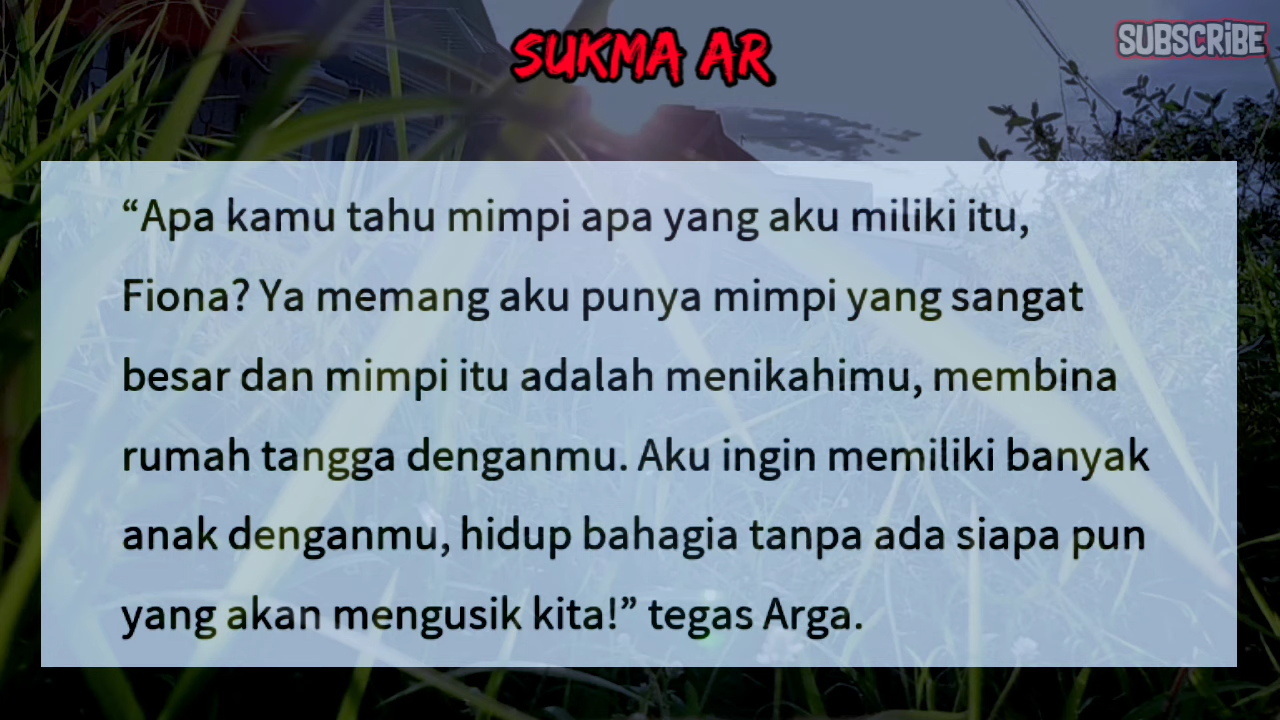 SUKMA AR
SUBSCRIBE
“Apa kamu tahu mimpi apa yang aku miliki itu,
Fiona? Ya memang aku punya mimpi yang sangat
besar dan mimpi itu adalah menikahimu, membina
rumah tangga denganmu. Aku ingin memiliki banyak
anak denganmu, hidup bahagia tanpa ada siapa pun
yang akan mengusik kita!” tegas Arga.